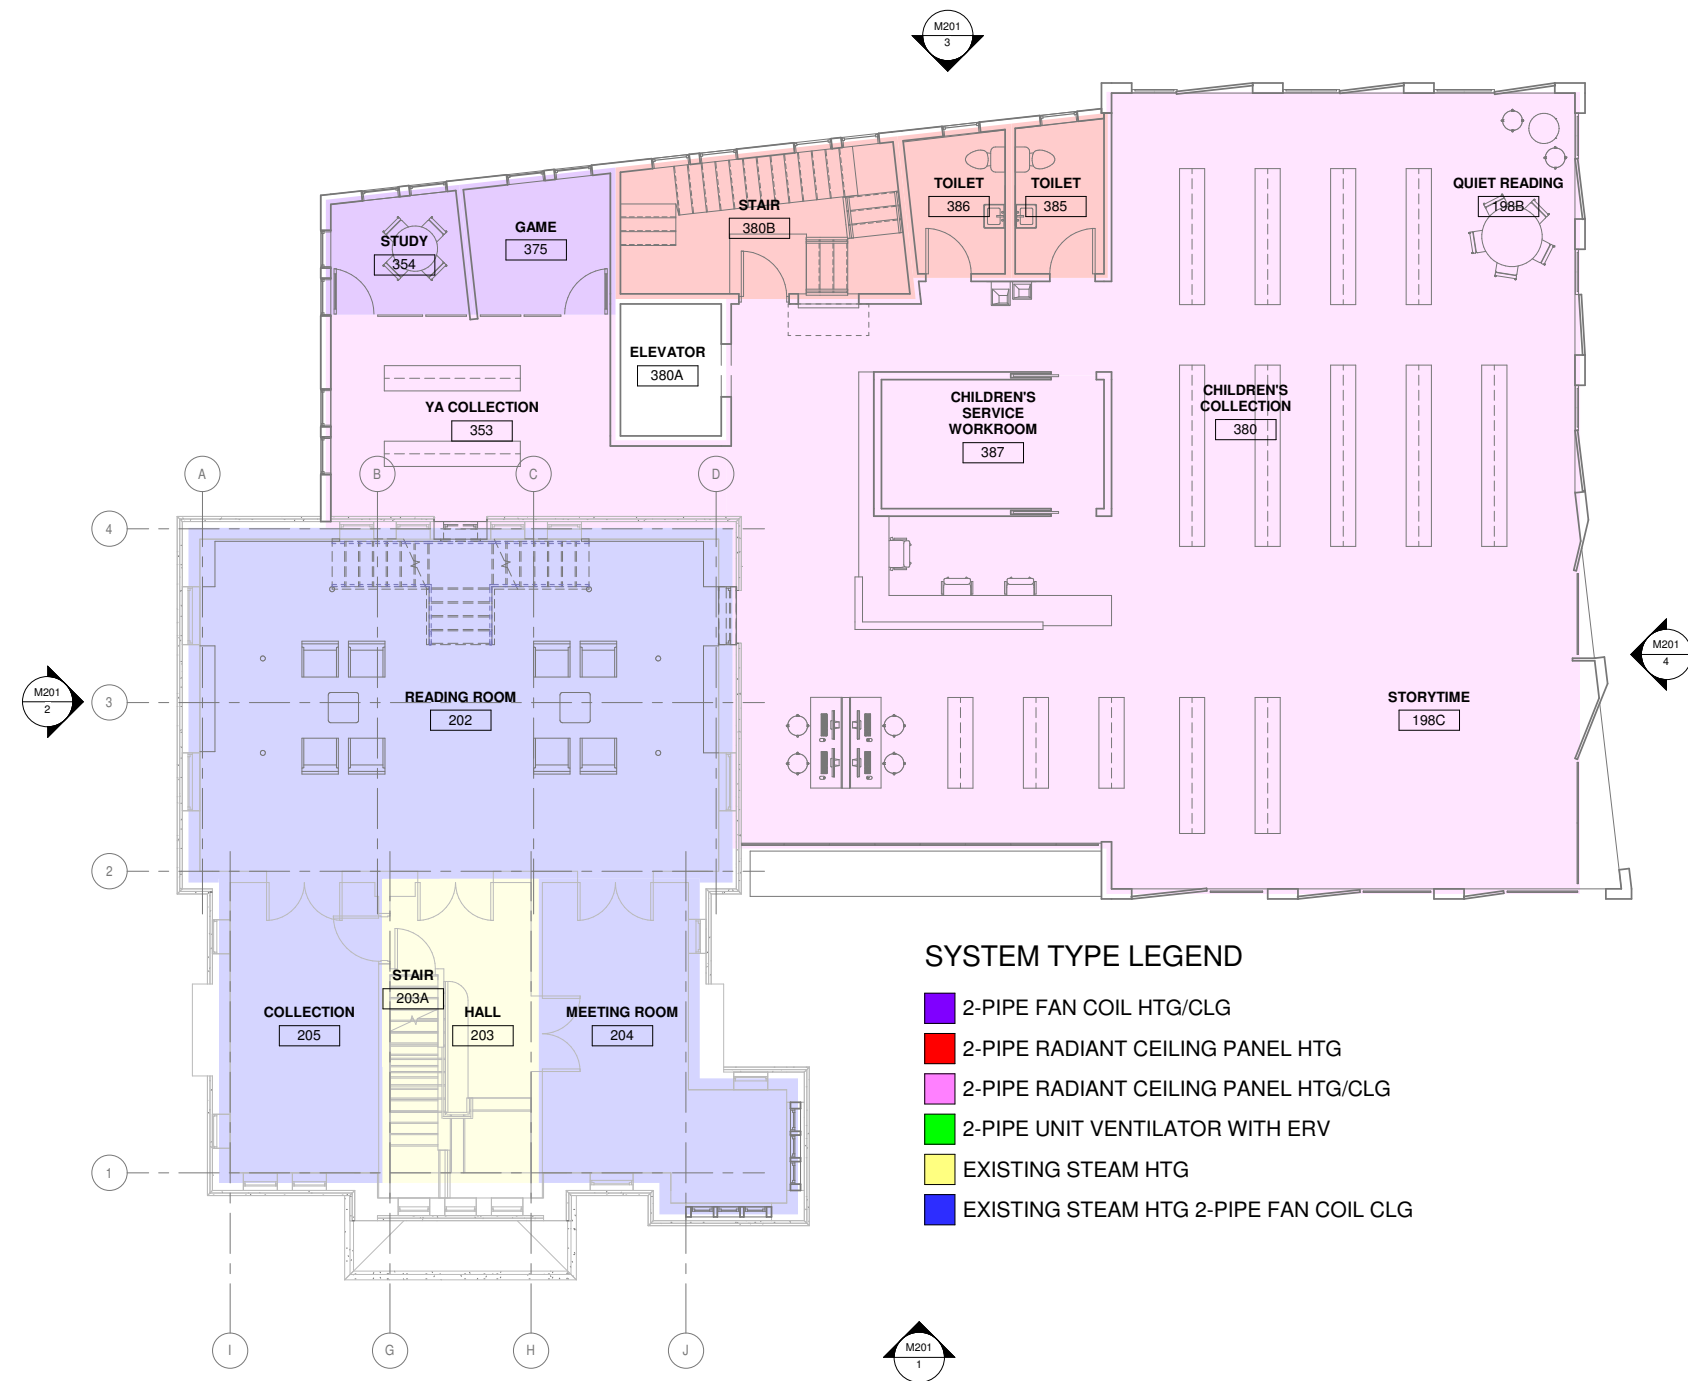 M201
3
TOILET
386
TOILET
385
QUIET READING
198B
STAIR
380B
GAME
375
STUDY
354
ELEVATOR
380A
YA COLLECTION
353
CHILDREN'S
SERVICE
WORKROOM
387
CHILDREN'S
COLLECTION
380
A
B
C
D
4
M201
4
M201
2
3
READING ROOM
202
STORYTIME
198C
2
STAIR
203A
COLLECTION
205
HALL
203
MEETING ROOM
204
1
SYSTEM TYPE LEGEND
2-PIPE FAN COIL HTG/CLG
2-PIPE RADIANT CEILING PANEL HTG
2-PIPE RADIANT CEILING PANEL HTG/CLG
2-PIPE UNIT VENTILATOR WITH ERV
EXISTING STEAM HTG
EXISTING STEAM HTG 2-PIPE FAN COIL CLG
I
G
H
J
M201
1